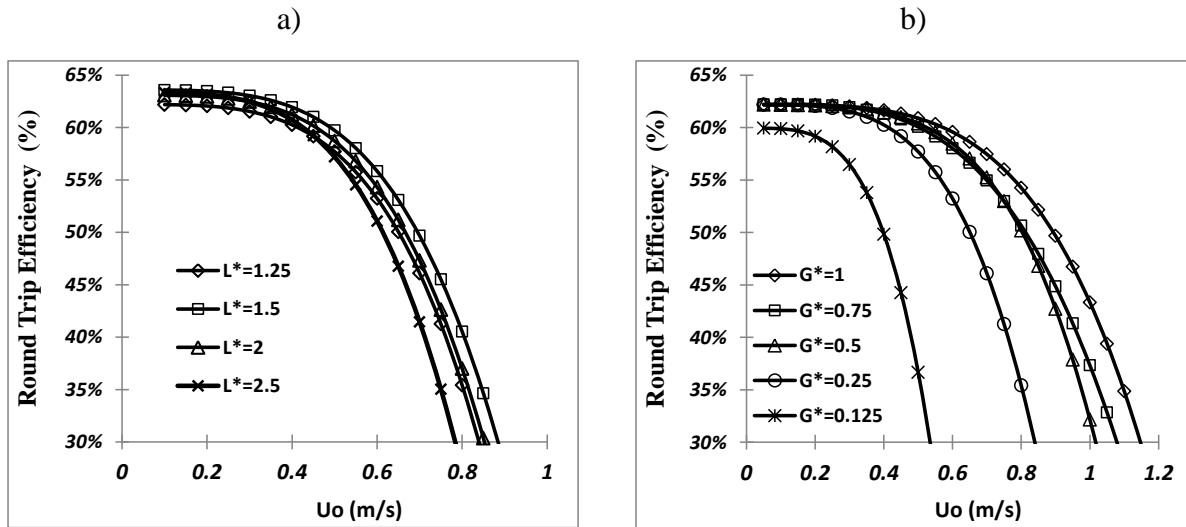 a)
b)
Round Trip Efficiency (%)
65%
60%
55%
50%
45%
40%
35%
30%
L*=1.25
L*=1.5
L*=2
L*=2.5
0
0.2
0.4
0.6
0.8
1
Uo (m/s)
Round Trip Efficiency (%)
65%
60%
55%
50%
45%
40%
35%
30%
G*=1
G*=0.75
G*=0.5
G*=0.25
G*=0.125
0
0.2
0.4
0.6
0.8
1
1.2
Uo (m/s)